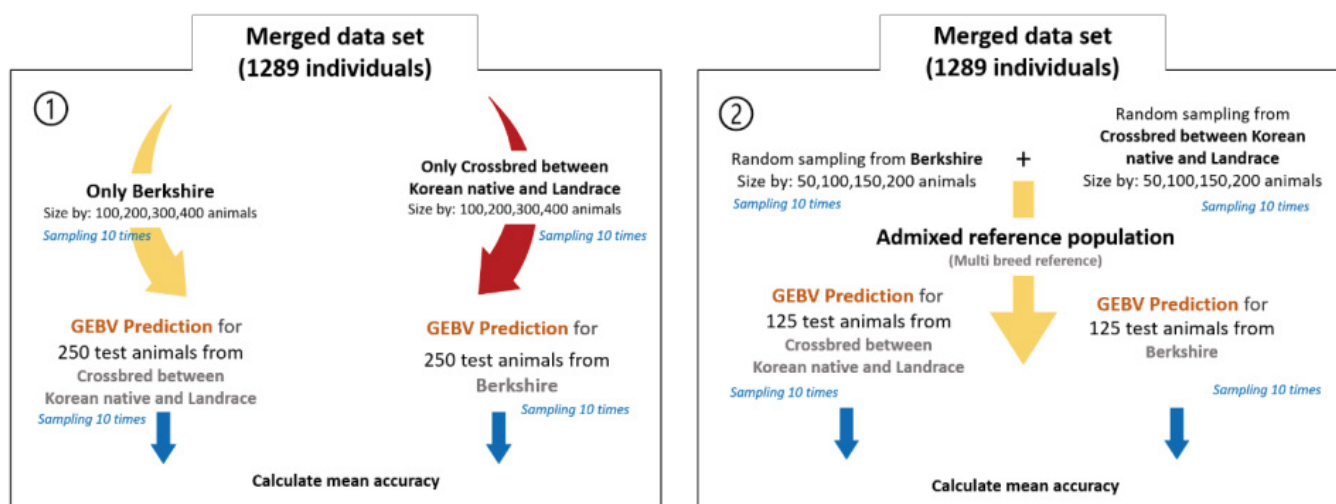 Merged data set
(1289 individuals)
①
Only Berkshire
Size by: 100,200,300,400 animals
Sampling 10 times
Only Crossbred between
Korean native and Landrace
Size by: 100,200,300,400 animals
Sampling 10 times
GEBV Prediction for
250 test animals from
Crossbred between
Korean native and Landrace
Sampling 10 times
GEBV Prediction for
250 test animals from
Berkshire
Sampling 10 times
Calculate mean accuracy
Merged data set
(1289 individuals)
②
Random sampling from Berkshire
Size by: 50,100,150,200 animals
Sampling 10 times
+
Random sampling from
Crossbred between Korean
native and Landrace
Size by: 50,100,150,200 animals
Sampling 10 times
Admixed reference population
(Multi breed reference)
GEBV Prediction for
125 test animals from
Crossbred between
Korean native and Landrace
Sampling 10 times
GEBV Prediction for
125 test animals from
Berkshire
Sampling 10 times
Calculate mean accuracy